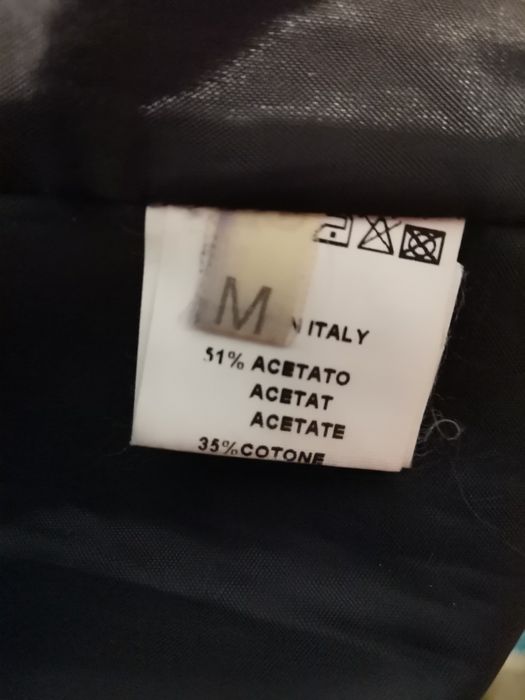 M
ITALY
51% ACETATO
ACETAT
ACETATE
35% COTONE